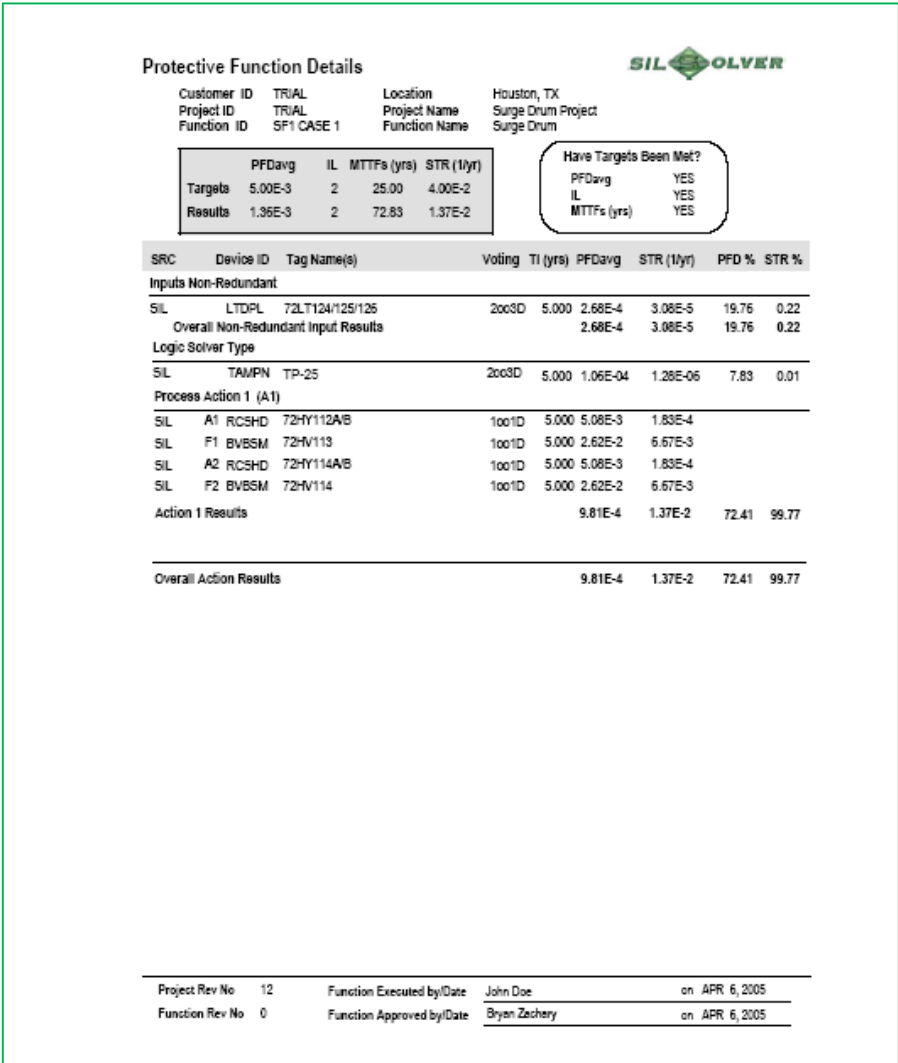 SIL SOLVER
Protective Function Details
Customer ID TRIAL Location Houston, TX
Project ID TRIAL Project Name Surge Drum Project
Function ID SF1 CASE 1 Function Name Surge Drum
Have Targets Been Met?
PFDavg IL MTTFs (yrs) STR (1/yr)
Targets 5.00E-3 2 25.00 4.00E-2
Results 1.36E-3 2 72.83 1.37E-2
PFDavg YES
IL YES
MTTFs (yrs) YES
SRC Device ID Tag Name(s) Voting TI (yrs) PFDavg STR (1/yr) PFD % STR %
Inputs Non-Redundant
SIL LTDPL 72LT124/125/126 2oo3D 5.000 2.68E-4 3.08E-5 19.76 0.22
Overall Non-Redundant Input Results 2.68E-4 3.08E-5 19.76 0.22
Logic Solver Type
SIL TAMPN TP-25 2oo3D 5.000 1.06E-04 1.28E-06 7.83 0.01
Process Action 1 (A1)
SIL A1 RCSHD 72HY112A/B 1oo1D 5.000 5.08E-3 1.83E-4
SIL F1 BVBSM 72HV113 1oo1D 5.000 2.62E-2 6.67E-3
SIL A2 RCSHD 72HY114A/B 1oo1D 5.000 5.08E-3 1.83E-4
SIL F2 BVBSM 72HV114 1oo1D 5.000 2.62E-2 6.67E-3
Action 1 Results 9.81E-4 1.37E-2 72.41 99.77
Overall Action Results 9.81E-4 1.37E-2 72.41 99.77
Project Rev No 12 Function Executed by/Date John Doe on APR 6, 2005
Function Rev No 0 Function Approved by/Date Bryan Zachery on APR 6, 2005